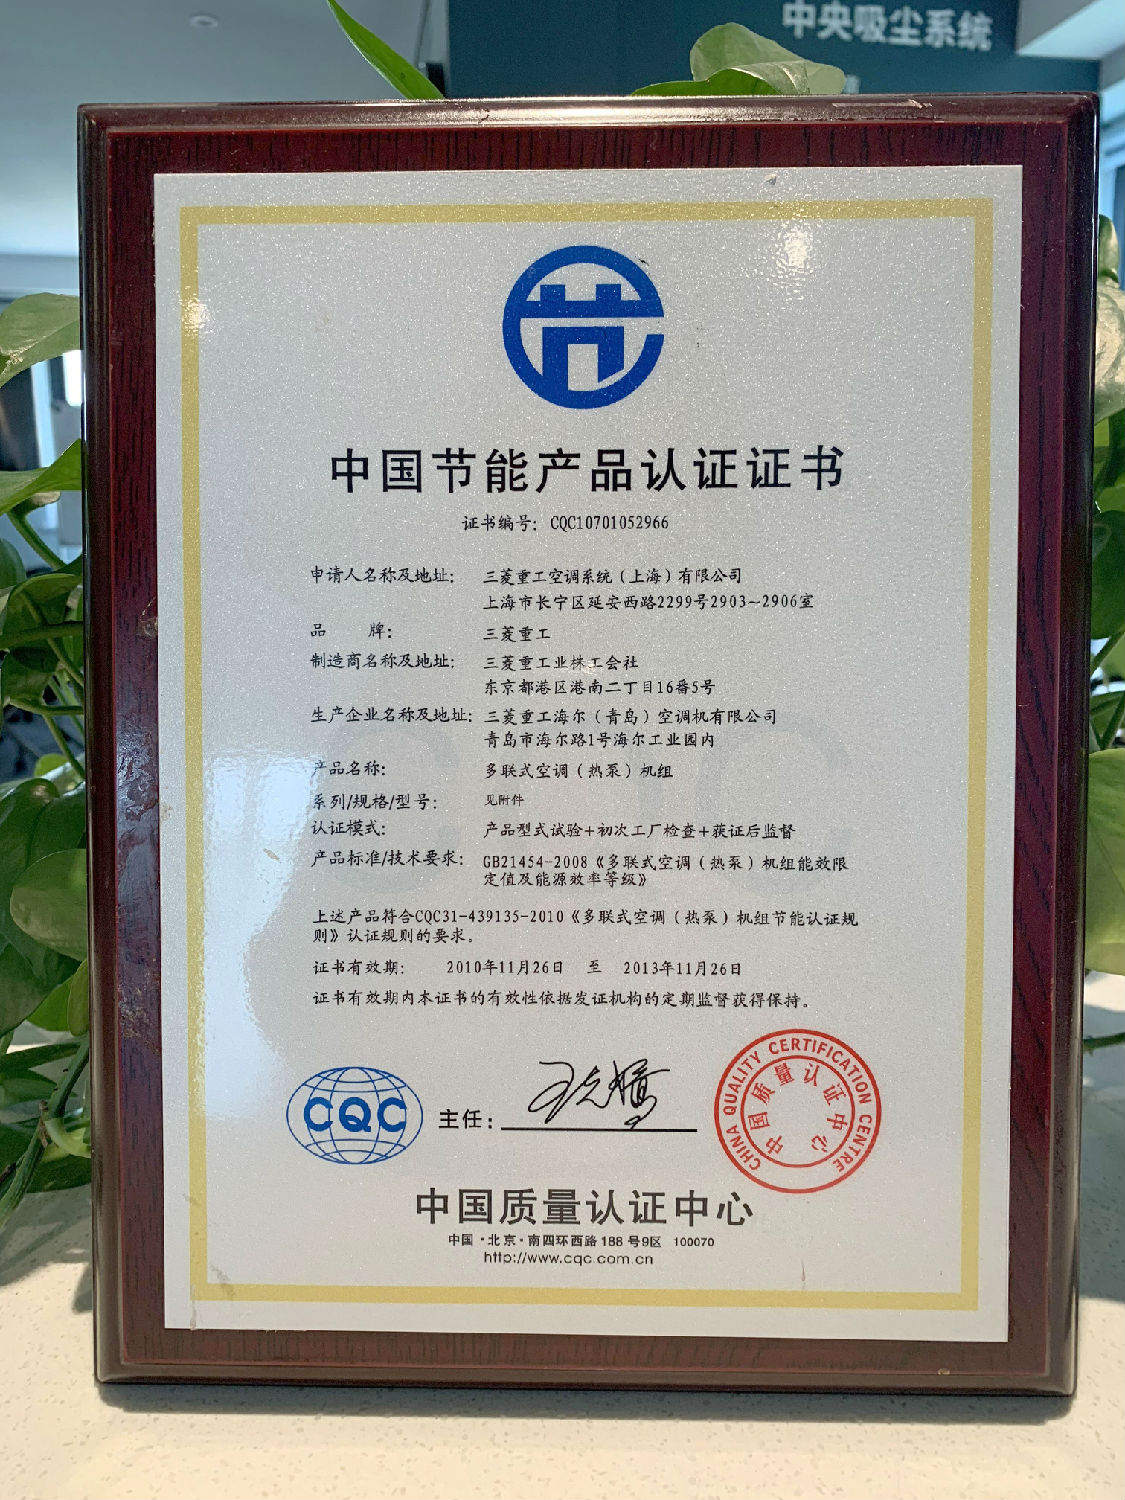 中央吸尘系统
中国节能产品认证证书
证书编号: CQC10701052966
申请人名称及地址: 三菱重工空调系统(上海)有限公司
上海市长宁区延安西路2299号2903~2906室
品 牌: 三菱重工
制造商名称及地址: 三菱重工业株工会社
东京都港区港南二丁目16番5号
生产企业名称及地址: 三菱重工海尔(青岛)空调机有限公司
青岛市海尔路1号海尔工业园内
产品名称: 多联式空调(热泵)机组
系列/规格/型号: 见附件
认证模式: 产品型式试验+初次工厂检查+获证后监督
产品标准/技术要求: GB21454-2008《多联式空调(热泵)机组能效限
定值及能源效率等级》
上述产品符合CQC31-439135-2010《多联式空调(热泵)机组节能认证规
则》认证规则的要求。
证书有效期: 2010年11月26日 至 2013年11月26日
证书有效期内本证书的有效性依据发证机构的定期监督获得保持。
CQC
主任:
CHINA QUALITY CERTIFICATION CENTRE
中国质量认证中心
中国质量认证中心
中国·北京·南四环西路 188 号9区 100070
http://www.cqc.com.cn